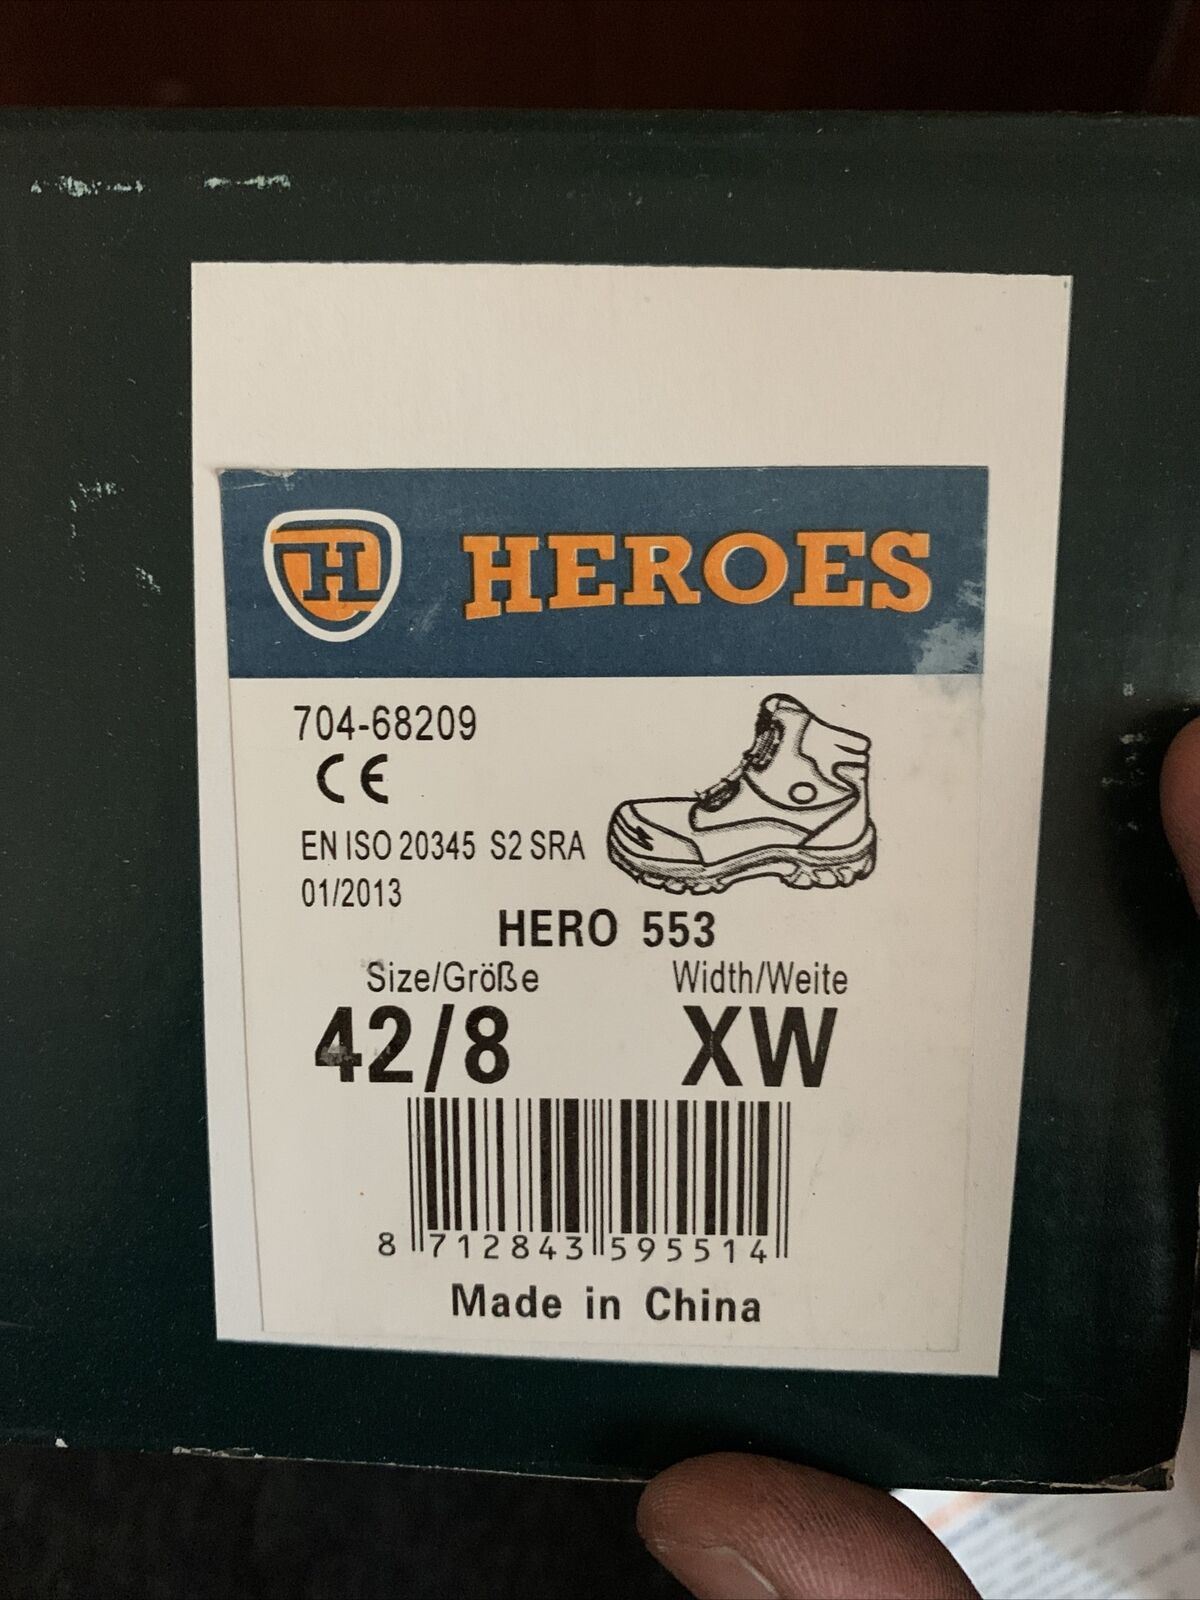 H HEROES
704-68209
CE
EN ISO 20345 S2 SRA
01/2013
HERO 553
Size/Größe Width/Weite
42/8 XW
8 712843 595514
Made in China